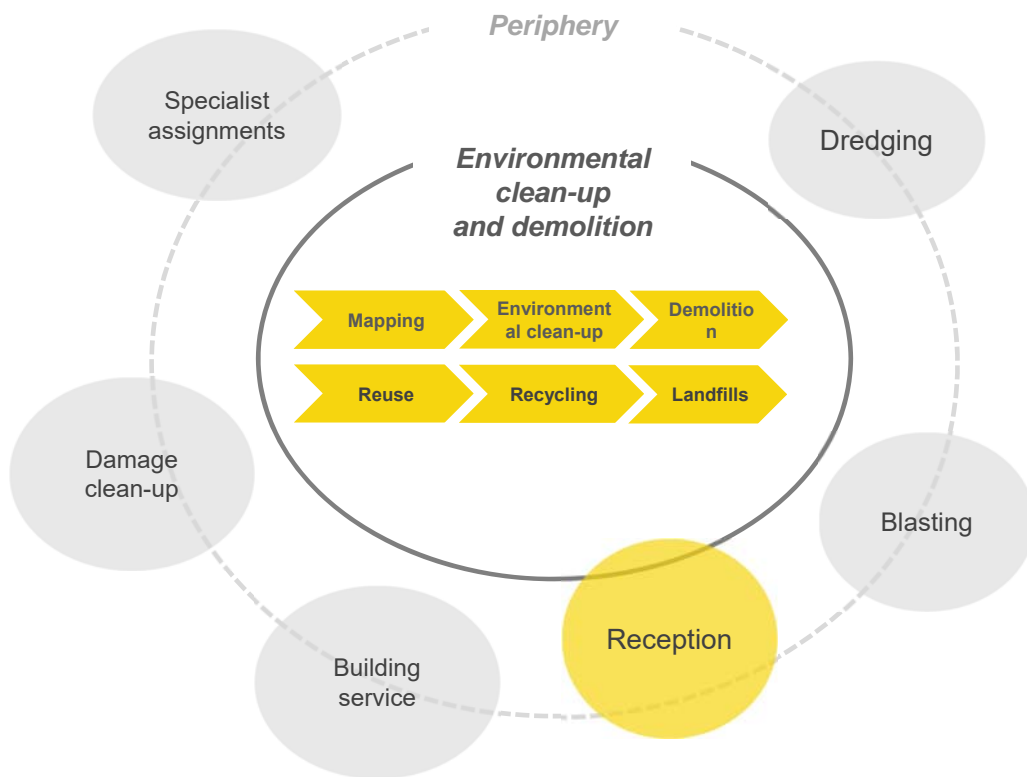 Periphery
Specialist
assignments
Dredging
Environmental
clean-up
and demolition
Mapping
Environment
al clean-up
Demolitio
n
Reuse
Recycling
Landfills
Damage
clean-up
Blasting
Reception
Building
service